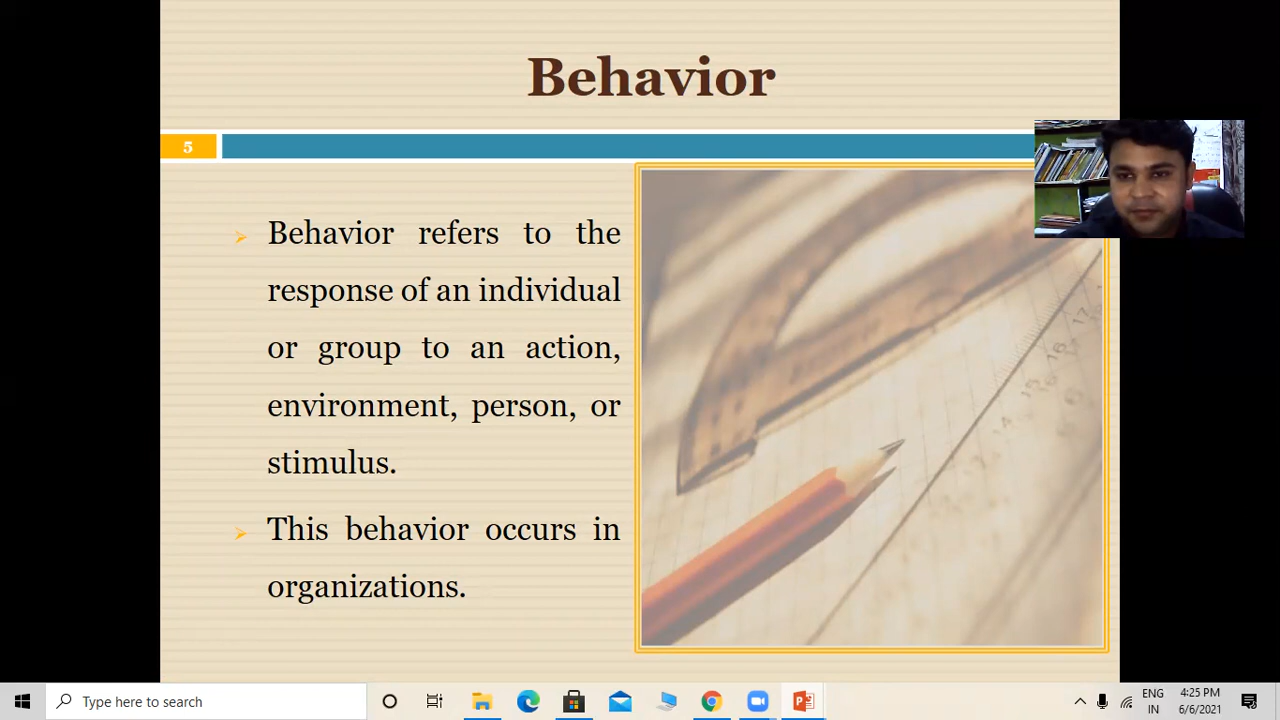 Behavior
5
Behavior refers to the
response of an individual
or group to an action,
environment, person, or
stimulus.
This behavior occurs in
organizations.
Type here to search
ENG
IN
4:25 PM
6/6/2021